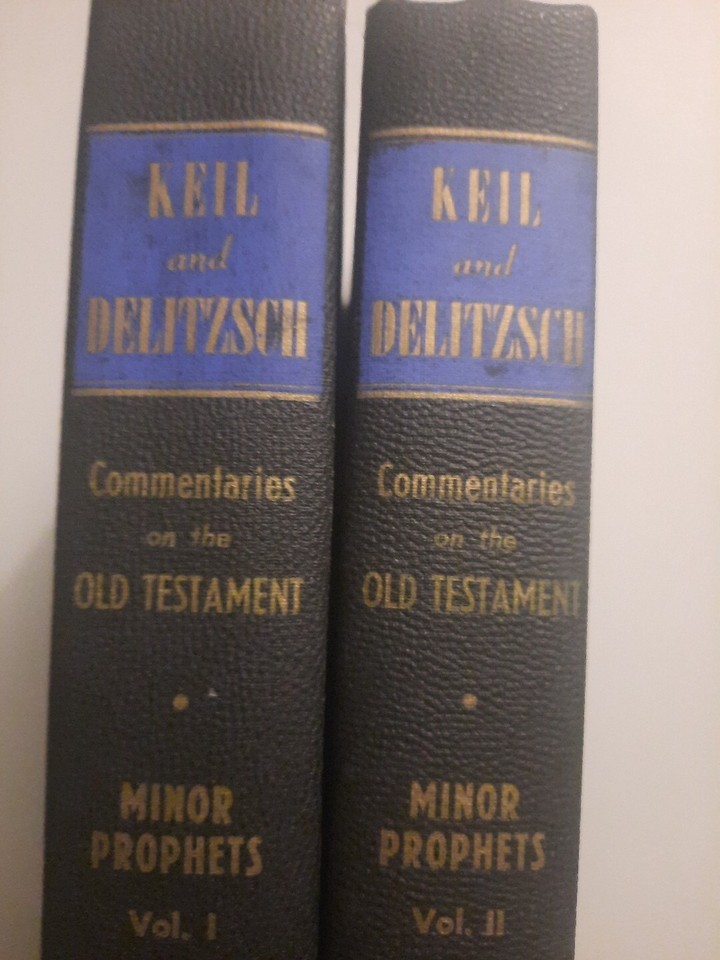 KEIL
and
DELITZSCH
Commentaries
on the
OLD TESTAMENT
MINOR
PROPHETS
Vol. I
KEIL
and
DELITZSCH
Commentaries
on the
OLD TESTAMENT
MINOR
PROPHETS
Vol. II